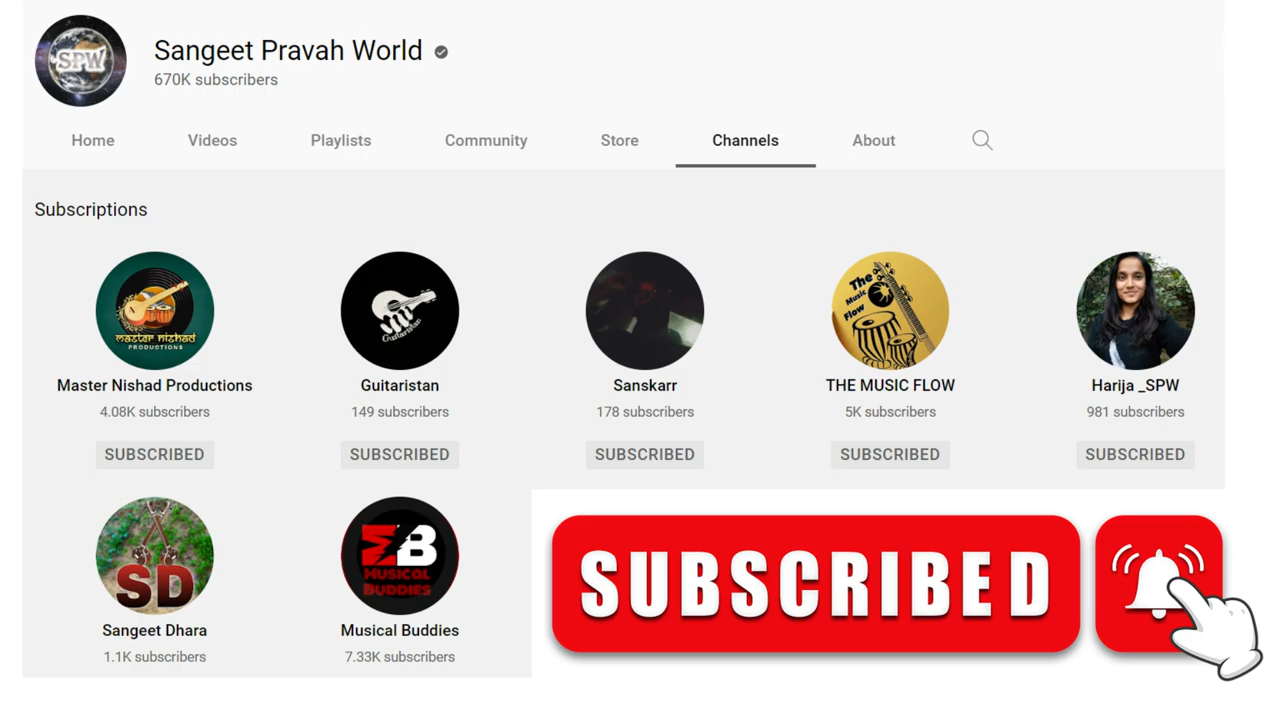 SPW
Sangeet Pravah World
670K subscribers
Home Videos Playlists Community Store Channels About
Subscriptions
master nishad
PRODUCTIONS
Guitaristan
The
Music
Flow
Master Nishad Productions Guitaristan Sanskarr THE MUSIC FLOW Harija _SPW
4.08K subscribers 149 subscribers 178 subscribers 5K subscribers 981 subscribers
SUBSCRIBED SUBSCRIBED SUBSCRIBED SUBSCRIBED SUBSCRIBED
SD
MB
MUSICAL
BUDDIES
SUBSCRIBED
Sangeet Dhara Musical Buddies
1.1K subscribers 7.33K subscribers